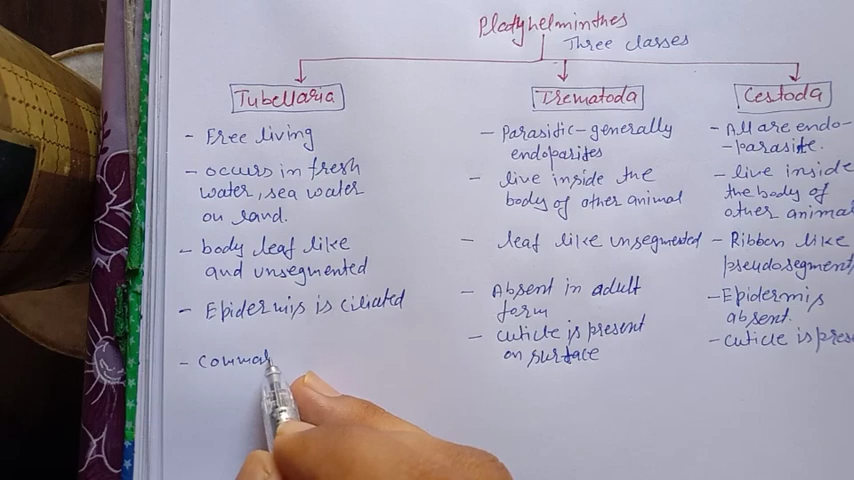 Pladyhelminthes
Three classes
Tubellaria
- Free living
- occurs in fresh
water, sea water
on land.
- body leaf like
and unsegmented
- Epidermis is ciliated
- Comma
Trematoda
- Parasitic-generally
endoparites
- live inside the
body of other animal
- leaf like unsegmented
- Absent in adult
form
- cuticle is present
on surface
Cestoda
- All are endo-
-parasite.
- live inside
the body of
other animal
- Ribbon like
pseudosegment
- Epidermis
absent.
- cuticle is pres